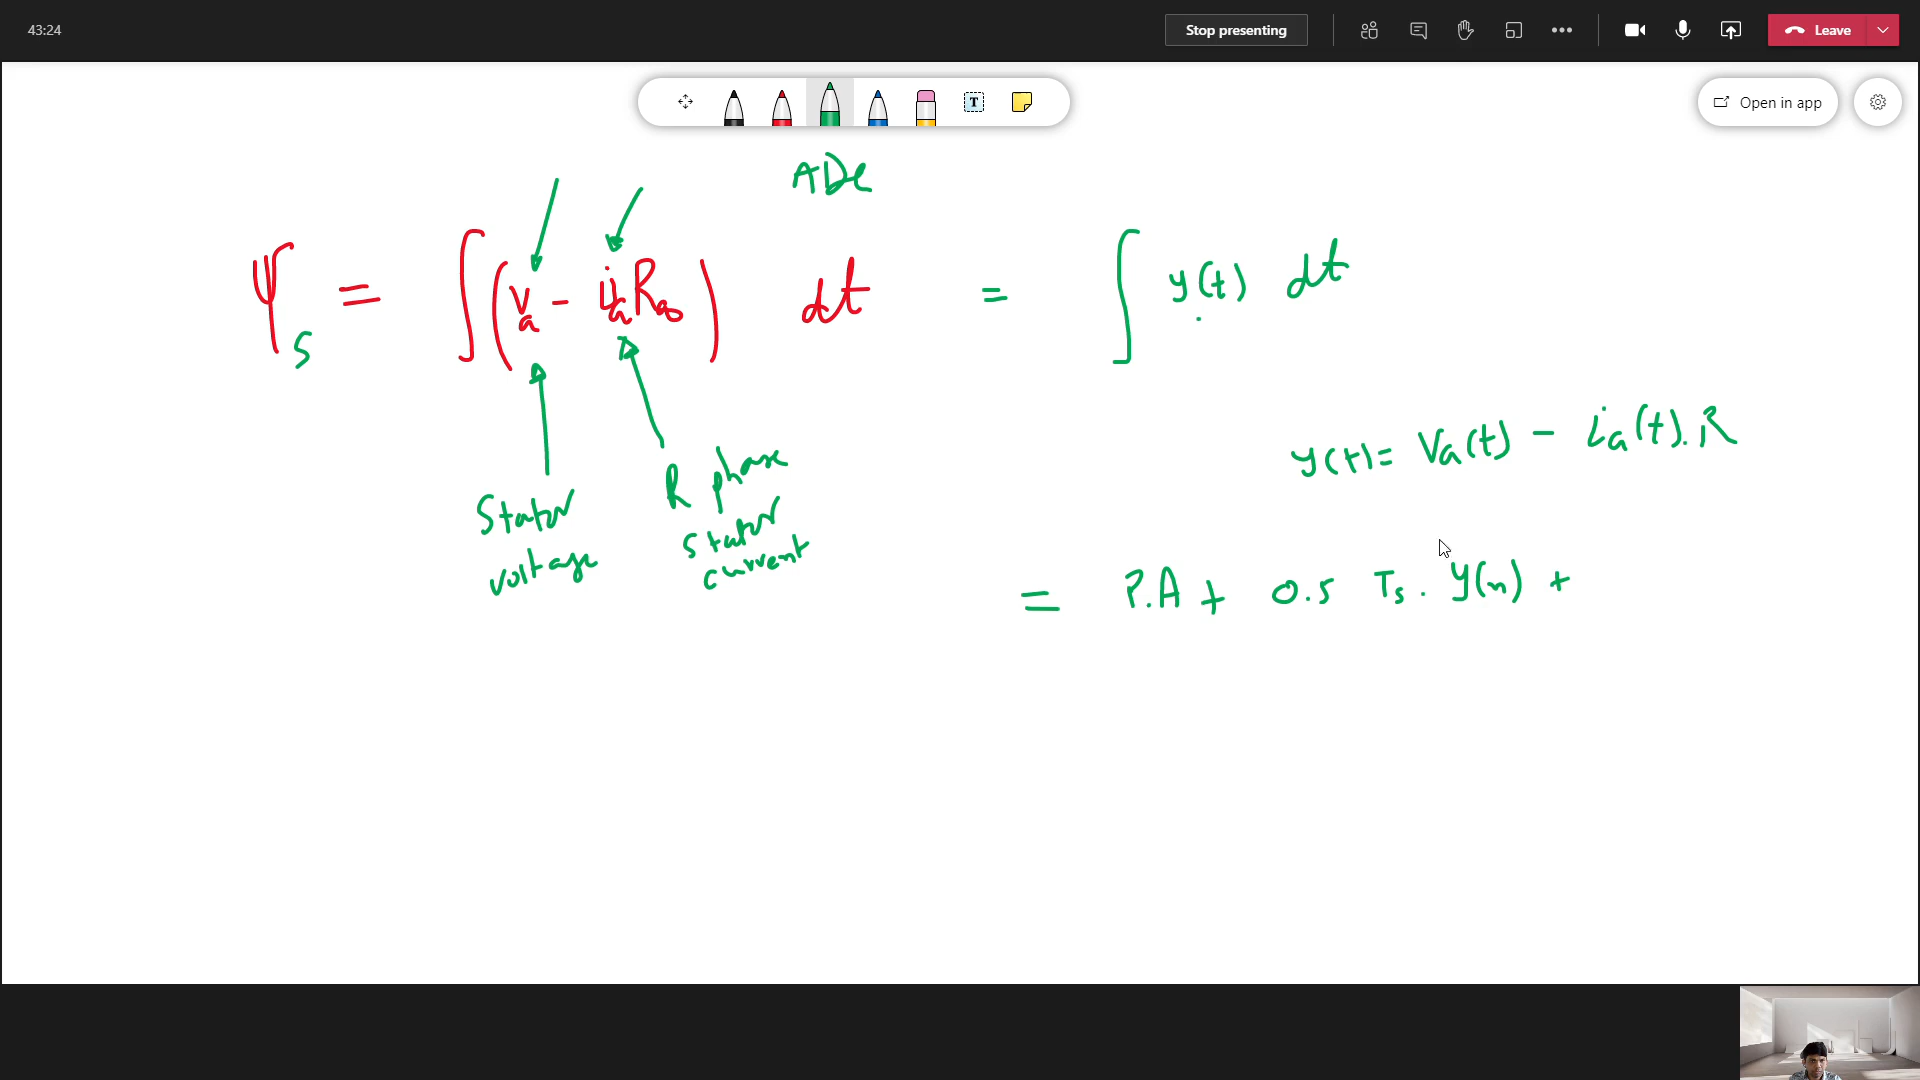 43:24
Stop presenting
Leave
T
Open in app
ADC
ψs = ∫(va - iaRa) dt = ∫ y(t) dt
y(t) = Va(t) - ia(t).R
Stator voltage
R phase stator current
= P.A + 0.5 Ts . y(n) +